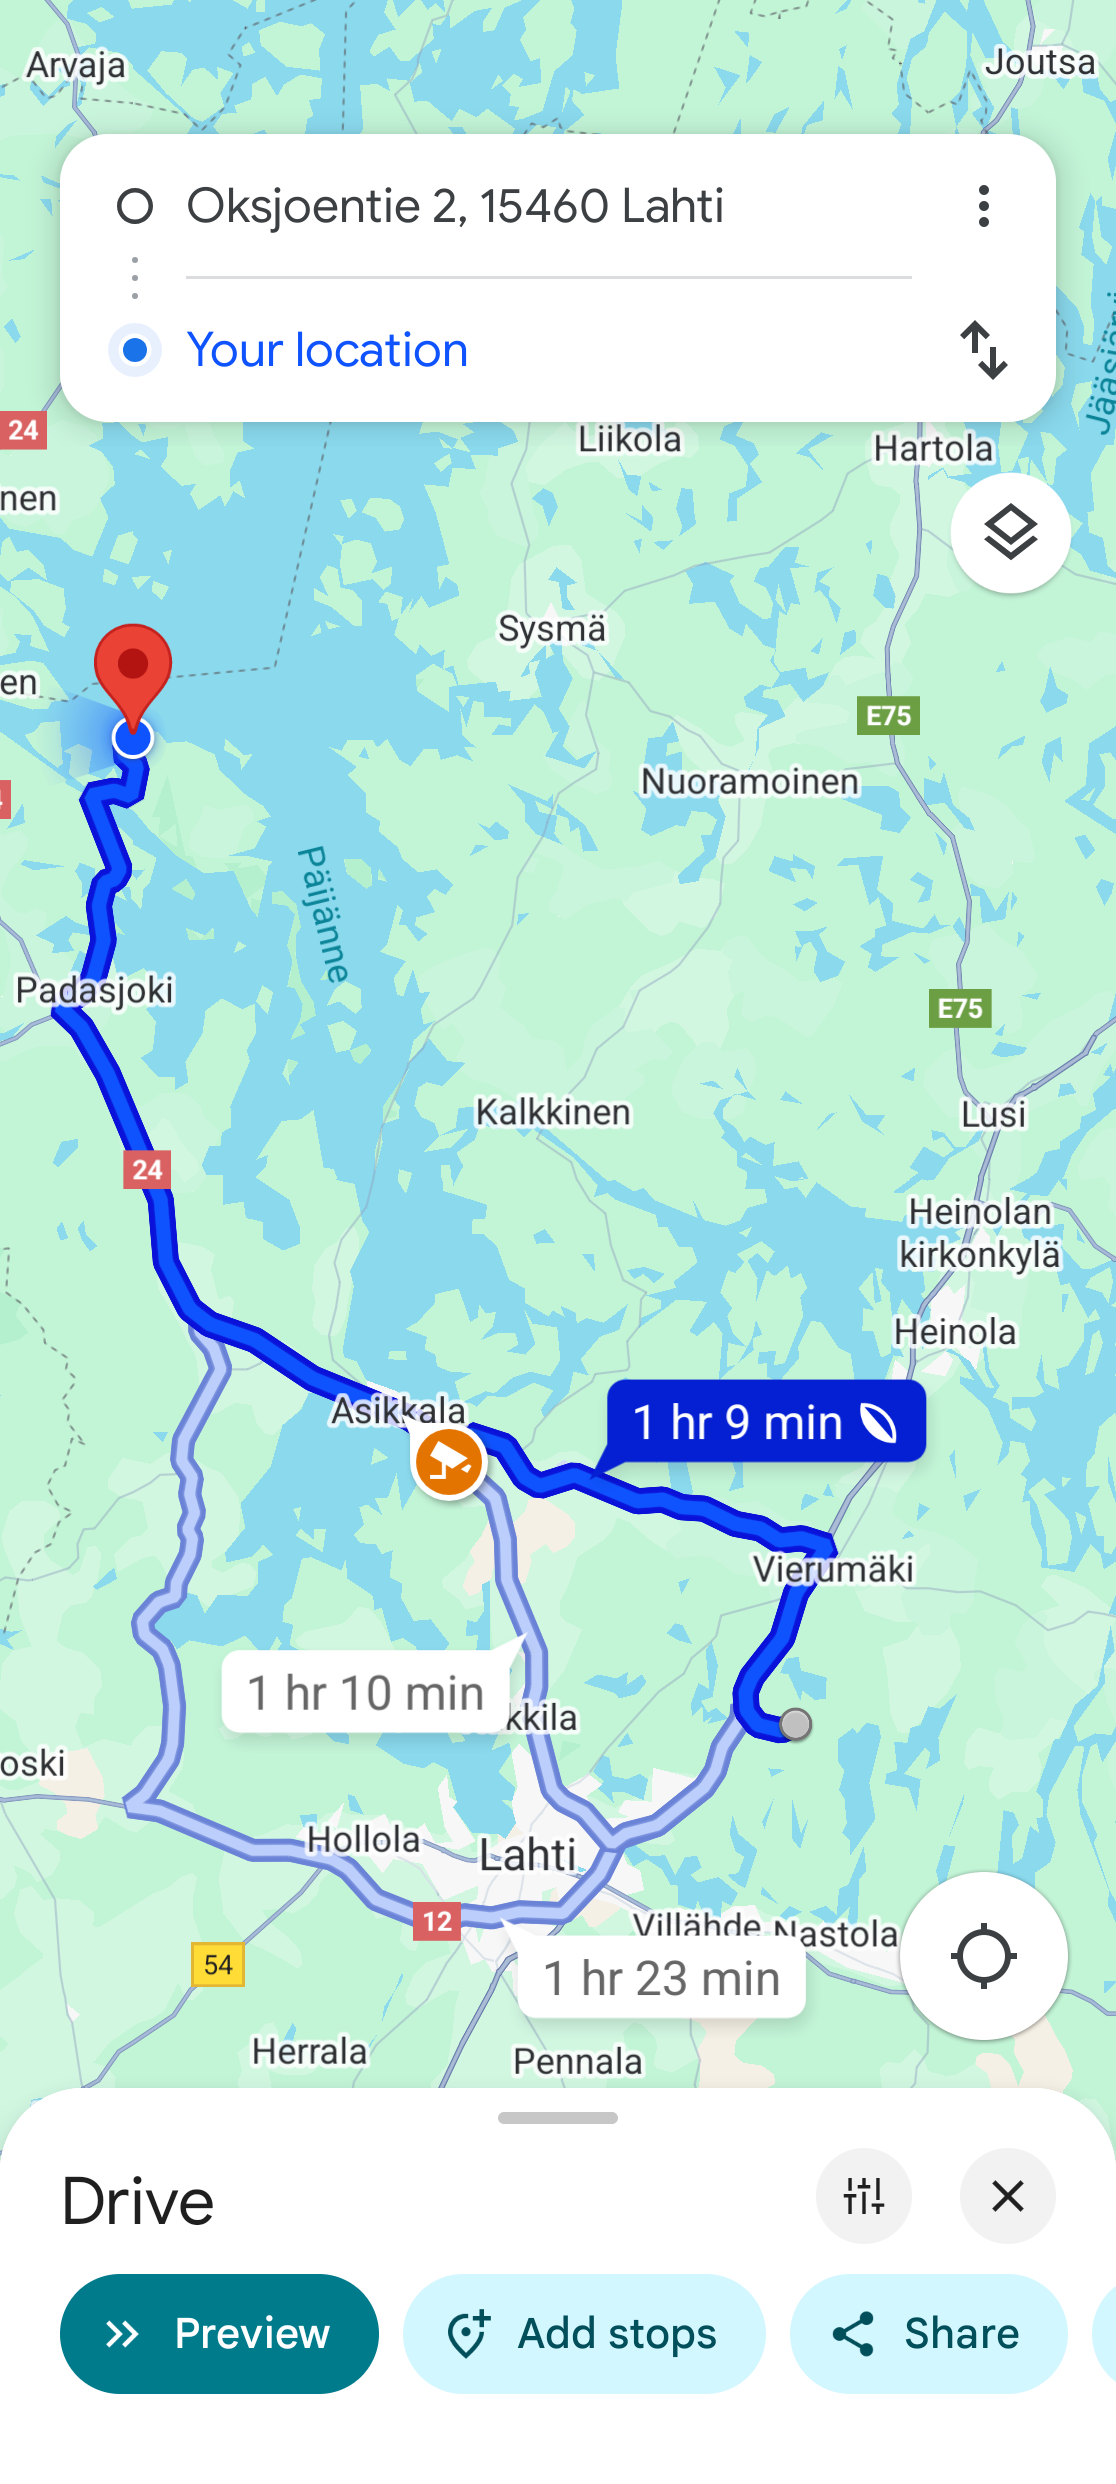 Arvaja
Joutsa
Oksjoentie 2, 15460 Lahti
Your location
Jääsjärvi
24
Liikola
Hartola
nen
Sysmä
en
E75
Nuoramoinen
Päijänne
Padasjoki
E75
Kalkkinen
Lusi
24
Heinolan
kirkonkylä
Heinola
Asikkala
1 hr 9 min
Vierumäki
1 hr 10 min
kkila
oski
Hollola
Lahti
12
Villähde
Nastola
54
1 hr 23 min
Herrala
Pennala
Drive
Preview
Add stops
Share